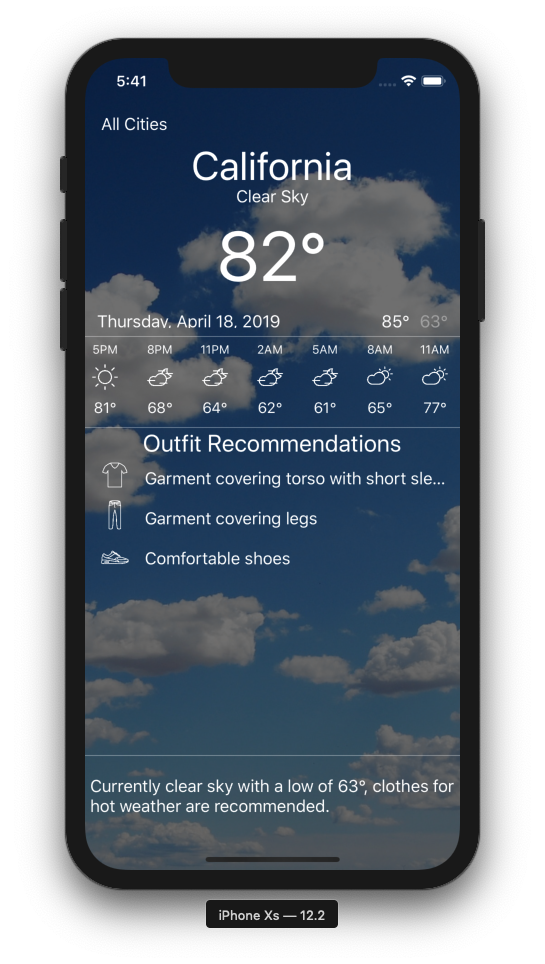 5:41
All Cities
California
Clear Sky
82°
Thursday, April 18, 2019 85° 63°
5PM 8PM 11PM 2AM 5AM 8AM 11AM
81° 68° 64° 62° 61° 65° 77°
Outfit Recommendations
Garment covering torso with short sle...
Garment covering legs
Comfortable shoes
Currently clear sky with a low of 63°, clothes for
hot weather are recommended.
iPhone Xs — 12.2